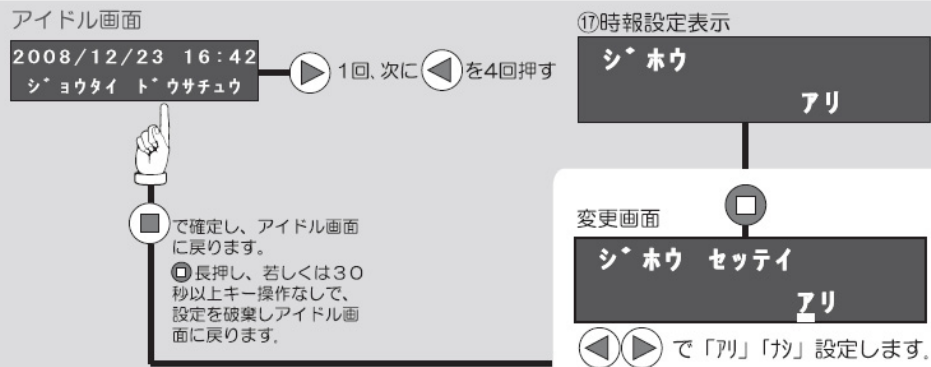 アイドル画面
2008/12/23 16:42
ジョウタイ ドウサチュウ
1回、次に を4回押す
で確定し、アイドル画面
に戻ります。
長押し、若しくは30
秒以上キー操作なしで、
設定を破棄しアイドル画
面に戻ります。
⑰時報設定表示
ジホウ
アリ
変更画面
ジホウ セッテイ
アリ
で「アリ」「ナシ」設定します。